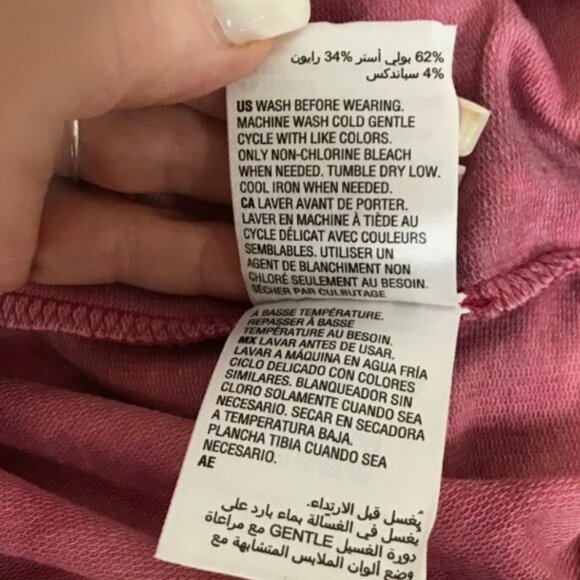 62% بولي أستر 34% رايون
4% سباندكس
US WASH BEFORE WEARING.
MACHINE WASH COLD GENTLE
CYCLE WITH LIKE COLORS.
ONLY NON-CHLORINE BLEACH
WHEN NEEDED. TUMBLE DRY LOW.
COOL IRON WHEN NEEDED.
CA LAVER AVANT DE PORTER.
LAVER EN MACHINE À TIÈDE AU
CYCLE DÉLICAT AVEC COULEURS
SEMBLABLES. UTILISER UN
AGENT DE BLANCHIMENT NON
CHLORÉ SEULEMENT AU BESOIN.
SÉCHER PAR CULBUTAGE
À BASSE TEMPÉRATURE.
REPASSER À BASSE
TEMPÉRATURE AU BESOIN.
MX LAVAR ANTES DE USAR.
LAVAR A MÁQUINA EN AGUA FRÍA
CICLO DELICADO CON COLORES
SIMILARES. BLANQUEADOR SIN
CLORO SOLAMENTE CUANDO SEA
NECESARIO. SECAR EN SECADORA
A TEMPERATURA BAJA.
PLANCHA TIBIA CUANDO SEA
NECESARIO.
AE
يُغسل قبل الارتداء.
يغسل في الغسالة بماء بارد على
دورة الغسيل GENTLE مع مراعاة
وضع ألوان الملابس المتشابهة مع